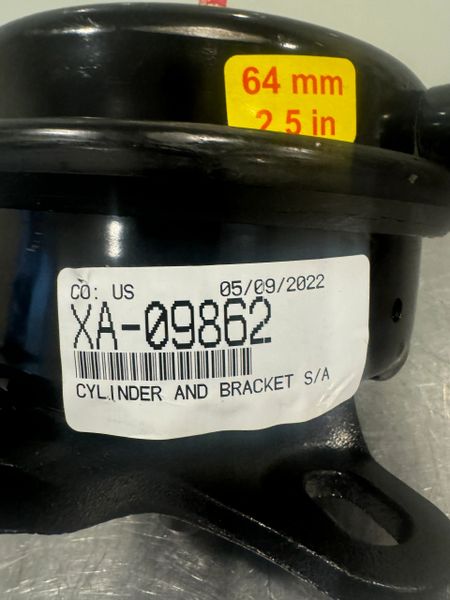 64 mm
2.5 in
CO: US 05/09/2022
XA-09862
CYLINDER AND BRACKET S/A